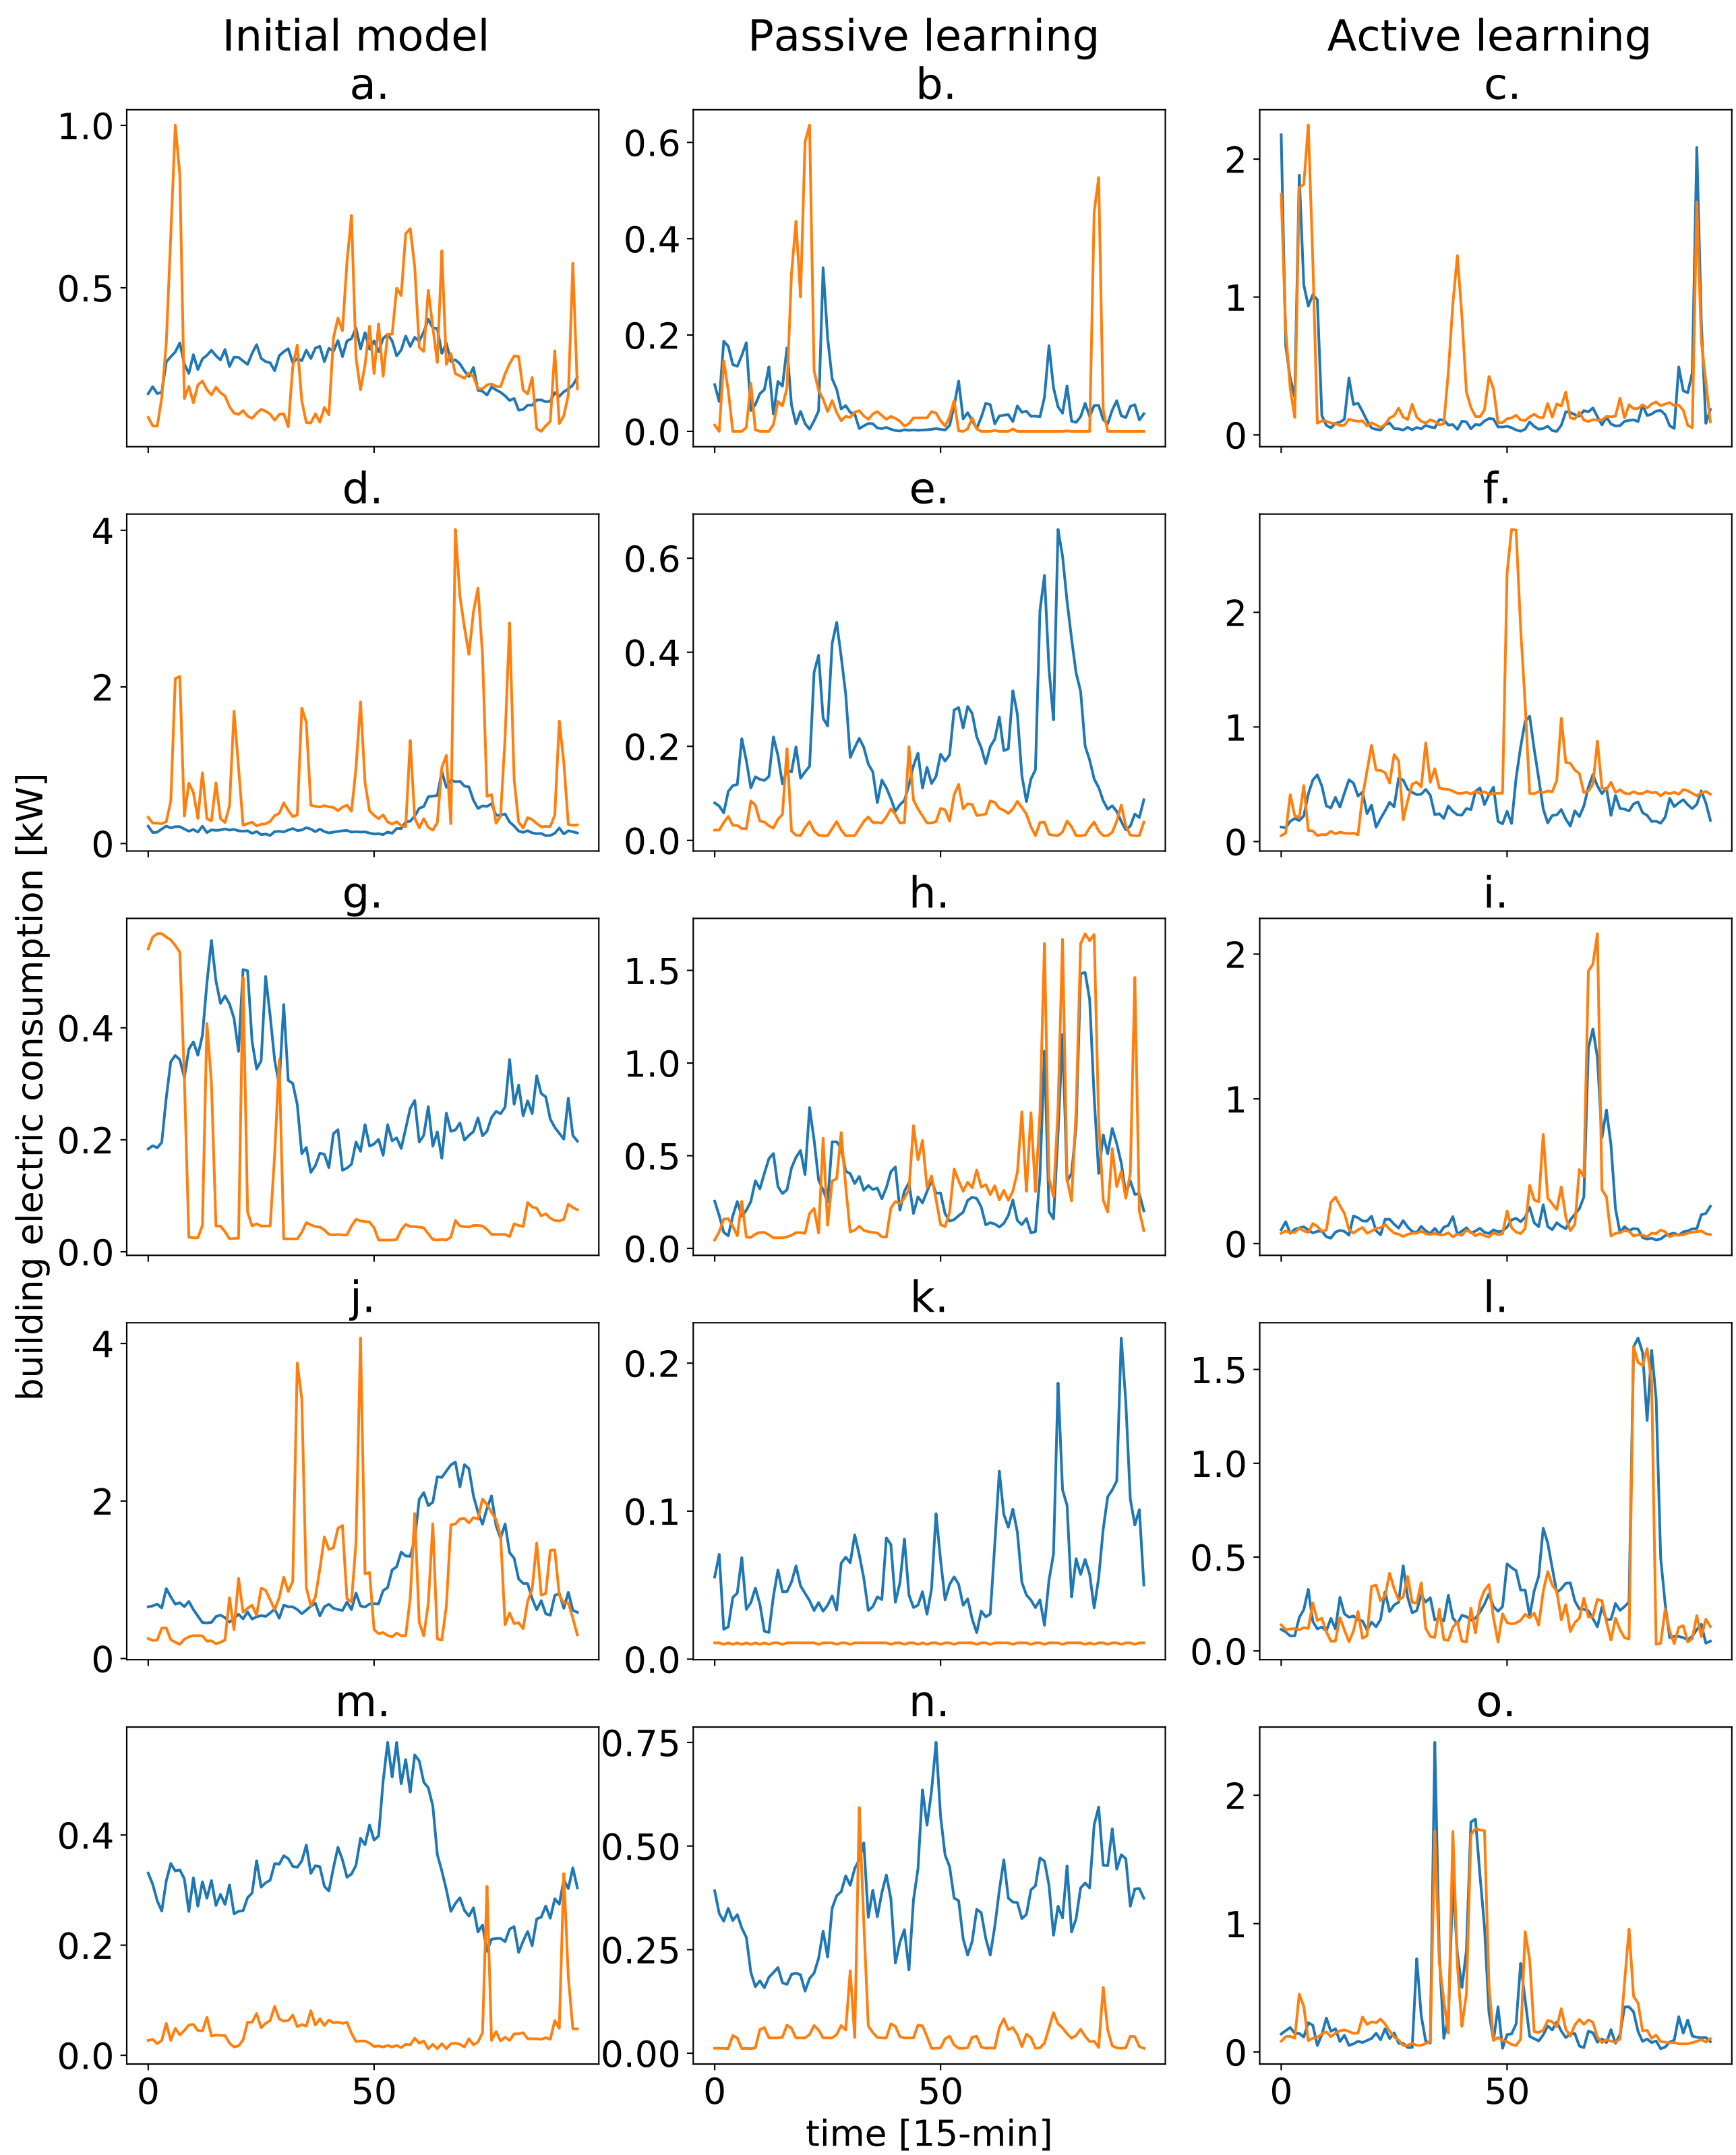 Initial model
Passive learning
Active learning
a.
b.
c.
1.0
0.5
0.6
0.4
0.2
0.0
2
1
0
d.
e.
f.
4
2
0
0.6
0.4
0.2
0.0
2
1
0
g.
h.
i.
0.4
0.2
0.0
1.5
1.0
0.5
0.0
2
1
0
j.
k.
l.
4
2
0
0.2
0.1
0.0
1.5
1.0
0.5
0.0
m.
n.
o.
0.4
0.2
0.0
0.75
0.50
0.25
0.00
2
1
0
0 50
0 50
0 50
building electric consumption [kW]
time [15-min]